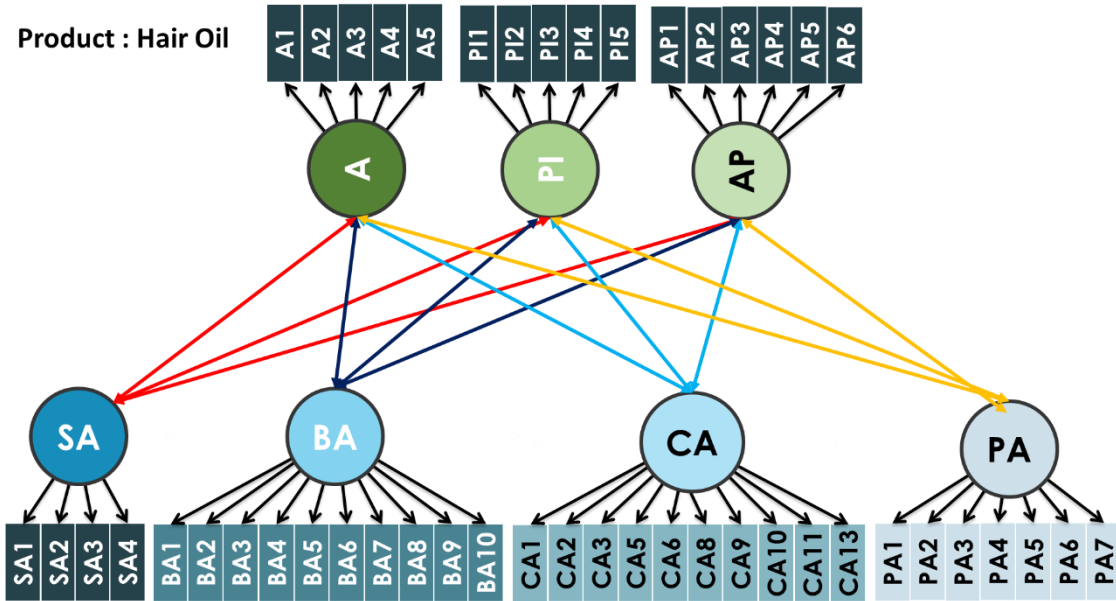 Product : Hair Oil
A1 A2 A3 A4 A5
PI1 PI2 PI3 PI4 PI5
AP1 AP2 AP3 AP4 AP5 AP6
A
PI
AP
SA
BA
CA
PA
SA1 SA2 SA3 SA4
BA1 BA2 BA3 BA4 BA5 BA6 BA7 BA8 BA9 BA10
CA1 CA2 CA3 CA5 CA6 CA8 CA9 CA10 CA11 CA13
PA1 PA2 PA3 PA4 PA5 PA6 PA7